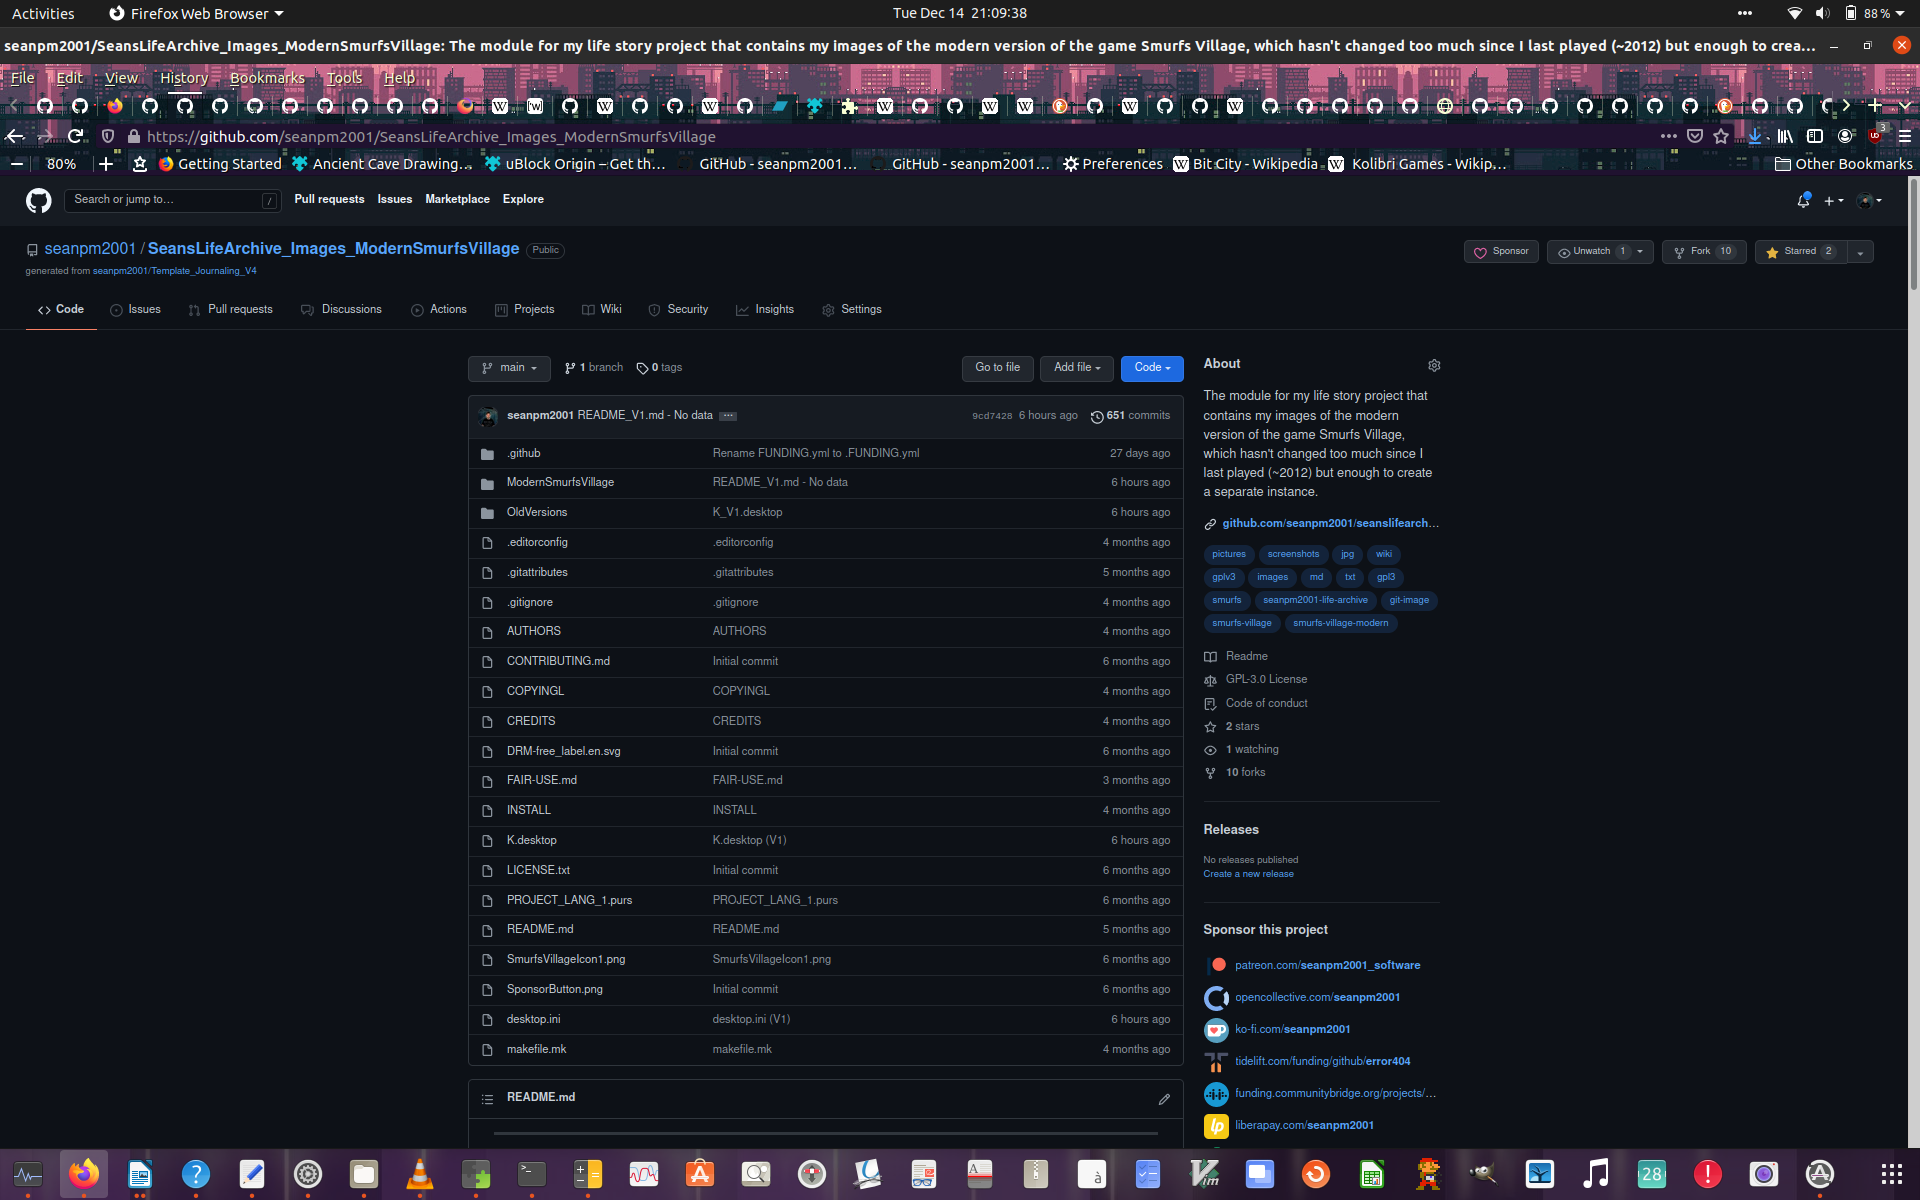 Activities Firefox Web Browser Tue Dec 14 21:09:38 88 %
seanpm2001/SeansLifeArchive_Images_ModernSmurfsVillage: The module for my life story project that contains my images of the modern version of the game Smurfs Village, which hasn't changed too much since I last played (~2012) but enough to crea…
File Edit View History Bookmarks Tools Help
https://github.com/seanpm2001/SeansLifeArchive_Images_ModernSmurfsVillage 3
80% Getting Started Ancient Cave Drawing… uBlock Origin – Get th… GitHub - seanpm2001… GitHub - seanpm2001… Preferences Bit City - Wikipedia Kolibri Games - Wikip… Other Bookmarks
Search or jump to… / Pull requests Issues Marketplace Explore
seanpm2001 / SeansLifeArchive_Images_ModernSmurfsVillage Public
Sponsor Unwatch 1 Fork 10 Starred 2
generated from seanpm2001/Template_Journaling_V4
Code Issues Pull requests Discussions Actions Projects Wiki Security Insights Settings
main 1 branch 0 tags Go to file Add file Code
seanpm2001 README_V1.md - No data 9cd7428 6 hours ago 651 commits
.github Rename FUNDING.yml to .FUNDING.yml 27 days ago
ModernSmurfsVillage README_V1.md - No data 6 hours ago
OldVersions K_V1.desktop 6 hours ago
.editorconfig .editorconfig 4 months ago
.gitattributes .gitattributes 5 months ago
.gitignore .gitignore 4 months ago
AUTHORS AUTHORS 4 months ago
CONTRIBUTING.md Initial commit 6 months ago
COPYINGL COPYINGL 4 months ago
CREDITS CREDITS 4 months ago
DRM-free_label.en.svg Initial commit 6 months ago
FAIR-USE.md FAIR-USE.md 3 months ago
INSTALL INSTALL 4 months ago
K.desktop K.desktop (V1) 6 hours ago
LICENSE.txt Initial commit 6 months ago
PROJECT_LANG_1.purs PROJECT_LANG_1.purs 6 months ago
README.md README.md 5 months ago
SmurfsVillageIcon1.png SmurfsVillageIcon1.png 6 months ago
SponsorButton.png Initial commit 6 months ago
desktop.ini desktop.ini (V1) 6 hours ago
makefile.mk makefile.mk 4 months ago
README.md
About
The module for my life story project that
contains my images of the modern
version of the game Smurfs Village,
which hasn't changed too much since I
last played (~2012) but enough to create
a separate instance.
github.com/seanpm2001/seanslifearch…
pictures screenshots jpg wiki
gplv3 images md txt gpl3
smurfs seanpm2001-life-archive git-image
smurfs-village smurfs-village-modern
Readme
GPL-3.0 License
Code of conduct
2 stars
1 watching
10 forks
Releases
No releases published
Create a new release
Sponsor this project
patreon.com/seanpm2001_software
opencollective.com/seanpm2001
ko-fi.com/seanpm2001
tidelift.com/funding/github/error404
funding.communitybridge.org/projects/…
lp liberapay.com/seanpm2001
28